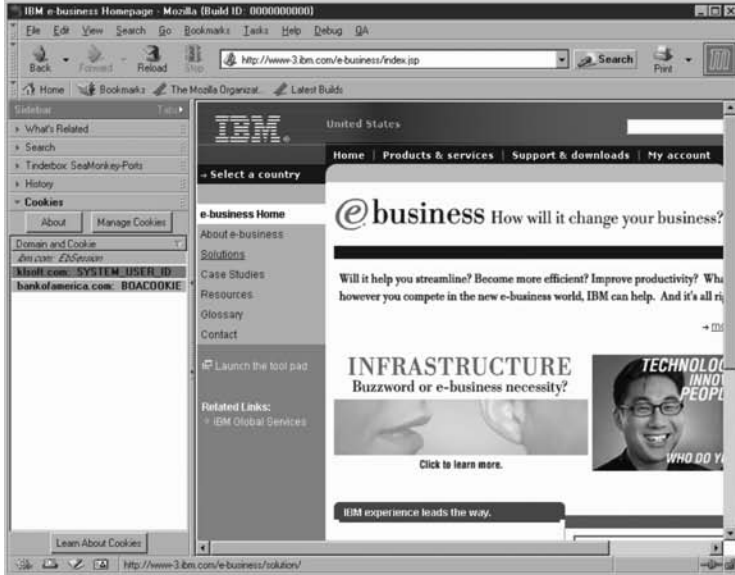 IBM e-business Homepage - Mozilla {Build ID: 0000000000}
File Edit View Search Go Bookmarks Tasks Help Debug QA
Back Forward Reload Stop http://www-3.ibm.com/e-business/index.jsp Search Print
Home Bookmarks The Mozilla Organizat... Latest Builds
Sidebar Tabs
What's Related
Search
Tinderbox: SeaMonkey-Ports
History
Cookies
About Manage Cookies
Domain and Cookie
ibm.com: EbSession
klsoft.com: SYSTEM_USER_ID
bankofamerica.com: BOACOOKIE
Learn About Cookies
IBM
United States
Home | Products & services | Support & downloads | My account
→ Select a country
e-business Home
About e-business
Solutions
Case Studies
Resources
Glossary
Contact
Launch the tool pad
Related Links:
IBM Global Services
e business How will it change your business?
Will it help you streamline? Become more efficient? Improve productivity?
however you compete in the new e-business world, IBM can help. And it's all
INFRASTRUCTURE
Buzzword or e-business necessity?
Click to learn more.
TECHNOLOG
INNOV
PEOPL
WHO DO Y
IBM experience leads the way.
http://www-3.ibm.com/e-business/solution/